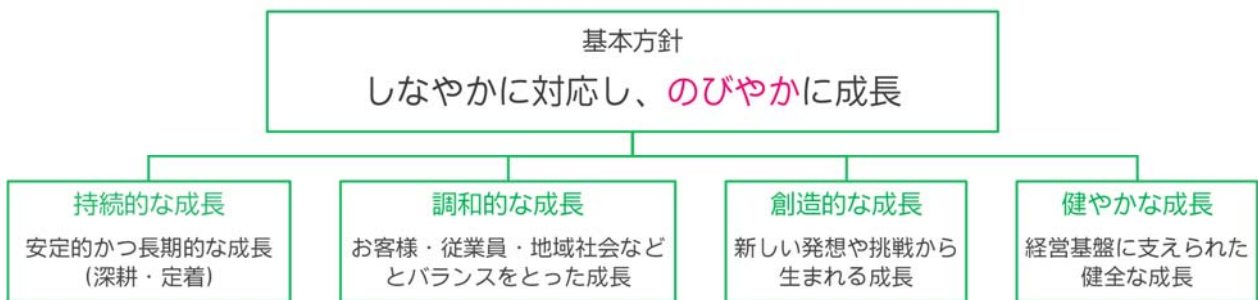 基本方針
しなやかに対応し、のびやかに成長
持続的な成長
安定的かつ長期的な成長
(深耕・定着)
調和的な成長
お客様・従業員・地域社会など
とバランスをとった成長
創造的な成長
新しい発想や挑戦から
生まれる成長
健やかな成長
経営基盤に支えられた
健全な成長